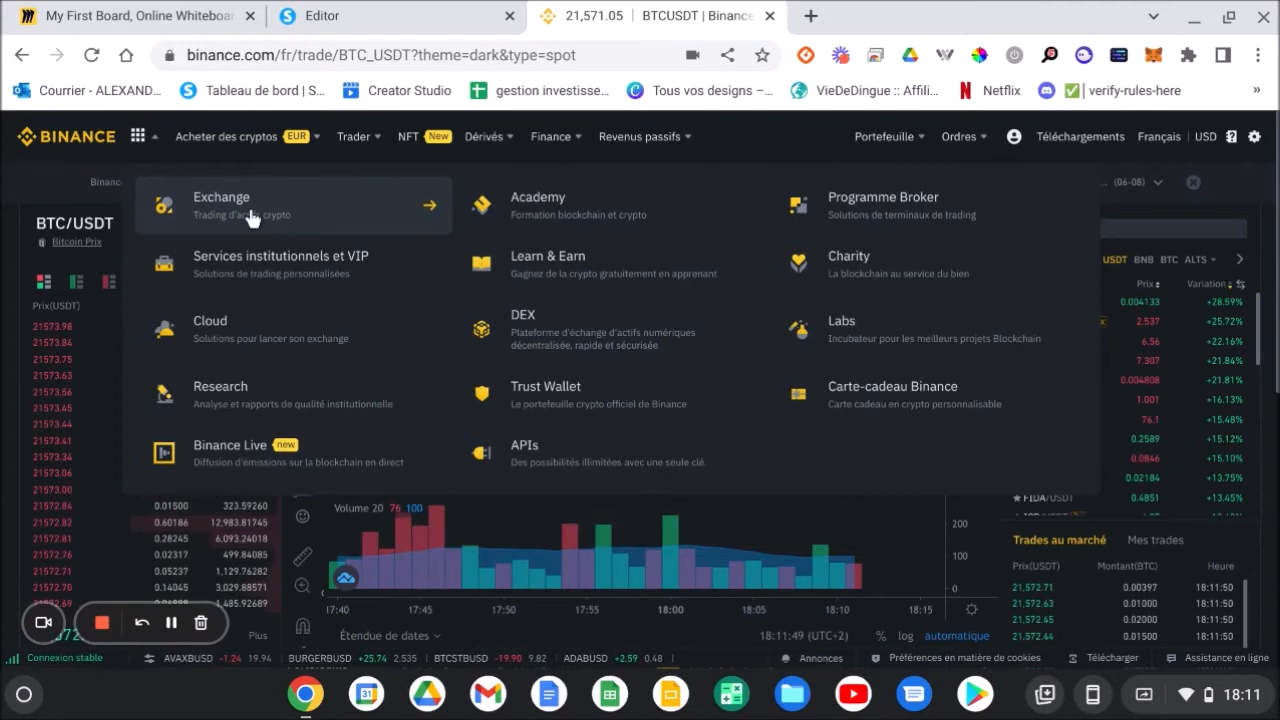 My First Board, Online Whiteboar
Editor
21,571.05 | BTCUSDT | Binance
binance.com/fr/trade/BTC_USDT?theme=dark&type=spot
Courrier - ALEXAND...
Tableau de bord | S...
Creator Studio
gestion investisse...
Tous vos designs –...
VieDeDingue :: Affili...
Netflix
| verify-rules-here
»
BINANCE
Acheter des cryptos EUR
Trader
NFT New
Dérivés
Finance
Revenus passifs
Portefeuille
Ordres
Téléchargements
Français
USD
Binanc
... (06-08)
Exchange
Trading d'actifs crypto
Academy
Formation blockchain et crypto
Programme Broker
Solutions de terminaux de trading
Services institutionnels et VIP
Solutions de trading personnalisées
Learn & Earn
Gagnez de la crypto gratuitement en apprenant
Charity
La blockchain au service du bien
Cloud
Solutions pour lancer son exchange
DEX
Plateforme d'échange d'actifs numériques
décentralisée, rapide et sécurisée
Labs
Incubateur pour les meilleurs projets Blockchain
Research
Analyse et rapports de qualité institutionnelle
Trust Wallet
Le portefeuille crypto officiel de Binance
Carte-cadeau Binance
Carte cadeau en crypto personnalisable
Binance Live new
Diffusion d'émissions sur la blockchain en direct
APIs
Des possibilités illimitées avec une seule clé.
BTC/USDT
Bitcoin Prix
Prix(USDT)
21573.98
21573.84
21573.75
21573.63
21573.56
21573.45
21573.44
21573.41
21573.34
21573.06
21573.00
21572.84 0.01500 323.59260
21572.82 0.60186 12,983.81745
21572.81 0.28245 6,093.24018
21572.76 0.02317 499.84085
21572.71 0.05237 1,129.76282
21572.70 0.14045 3,029.88571
1,485.92689
Plus
USDT BNB BTC ALTS
Prix Variation
0.004133 +28.59%
2.537 +25.72%
6.56 +22.16%
7.307 +21.84%
0.004808 +21.81%
1.001 +16.13%
76.1 +15.48%
0.2589 +15.12%
0.0846 +15.10%
0.02184 +13.75%
FIDA/USDT 0.4851 +13.45%
Volume 20 76 100
200
100
0
17:40 17:45 17:50 17:55 18:00 18:05 18:10 18:15
Étendue de dates
18:11:49 (UTC+2)
% log automatique
Trades au marché Mes trades
Prix(USDT) Montant(BTC) Heure
21,572.71 0.00397 18:11:50
21,572.63 0.01000 18:11:50
21,572.45 0.02000 18:11:50
21,572.44 0.01500 18:11:50
Connexion stable
AVAXBUSD -1.24 19.94
BURGERBUSD +25.74 2.535
BTCSTBUSD -19.90 9.82
ADABUSD +2.59 0.48
Annonces
Préférences en matière de cookies
Télécharger
Assistance en ligne
31
18:11